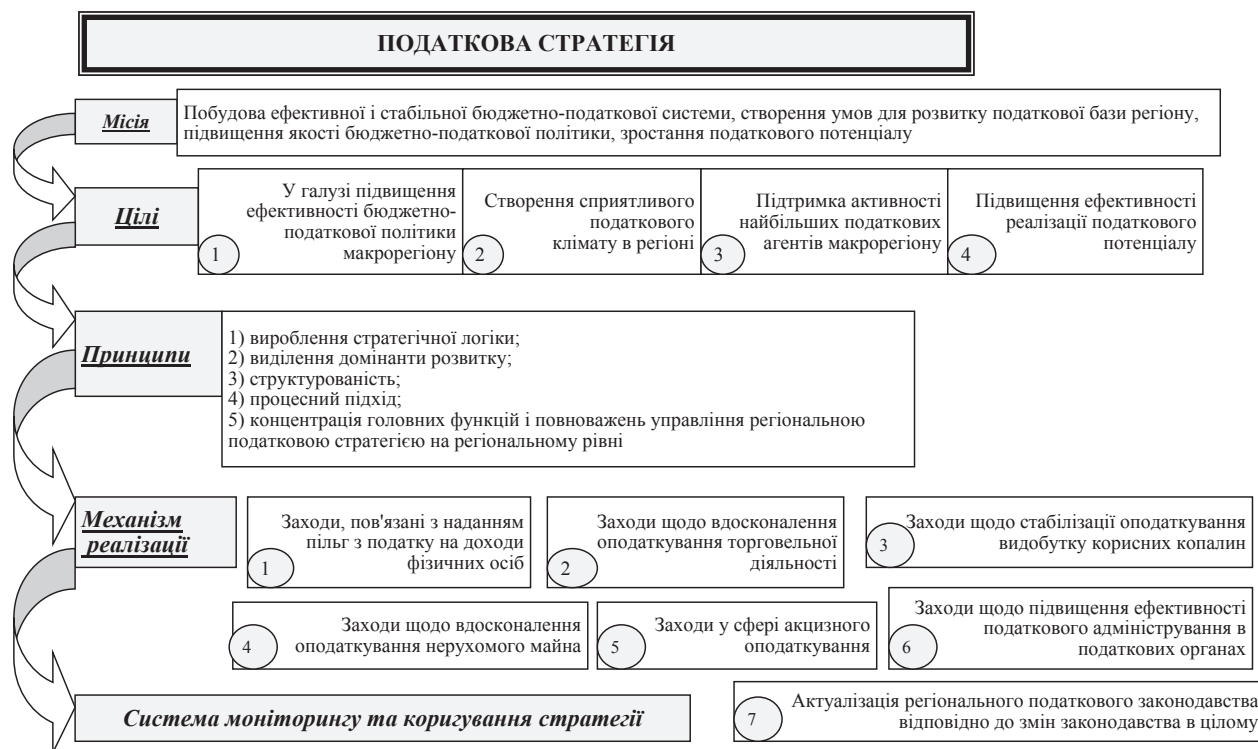 ПОДАТКОВА СТРАТЕГІЯ
Місія
Побудова ефективної і стабільної бюджетно-податкової системи, створення умов для розвитку податкової бази регіону,
підвищення якості бюджетно-податкової політики, зростання податкового потенціалу
Цілі
У галузі підвищення
ефективності бюджетно-
податкової політики
макрорегіону
1
Створення сприятливого
податкового
клімату в регіоні
2
Підтримка активності
найбільших податкових
агентів макрорегіону
3
Підвищення ефективності
реалізації податкового
потенціалу
4
Принципи
1) вироблення стратегічної логіки;
2) виділення домінанти розвитку;
3) структурованість;
4) процесний підхід;
5) концентрація головних функцій і повноважень управління регіональною
податковою стратегією на регіональному рівні
Механізм
реалізації
Заходи, пов'язані з наданням
пільг з податку на доходи
фізичних осіб
1
Заходи щодо вдосконалення
оподаткування торговельної
діяльності
2
Заходи щодо стабілізації оподаткування
видобутку корисних копалин
3
Заходи щодо вдосконалення
оподаткування нерухомого майна
4
Заходи у сфері акцизного
оподаткування
5
Заходи щодо підвищення ефективності
податкового адміністрування в
податкових органах
6
Система моніторингу та коригування стратегії
Актуалізація регіонального податкового законодавства
відповідно до змін законодавства в цілому
7